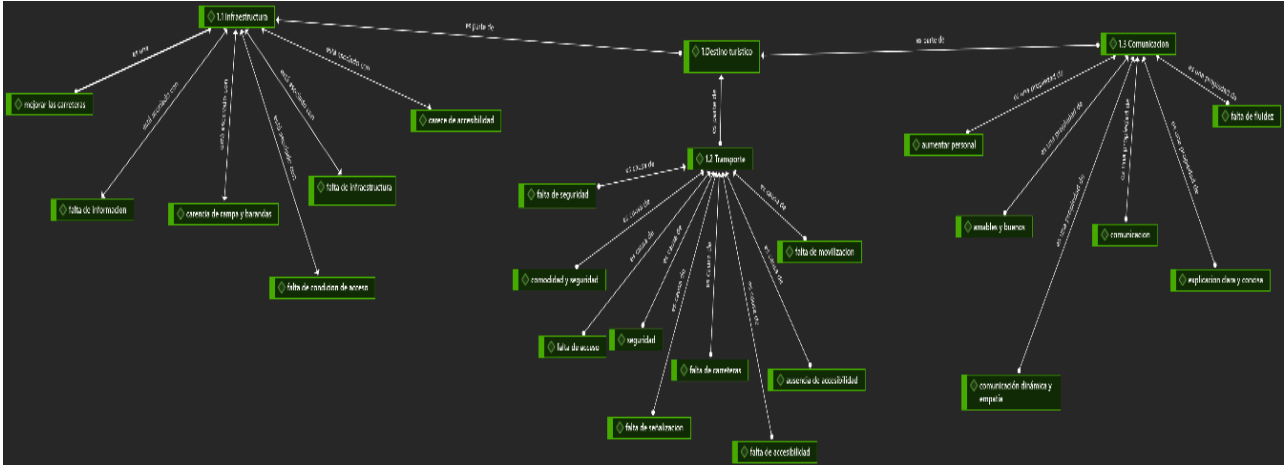 1.1 Infraestructura
es parte de
1.Destino turístico
es parte de
1.3 Comunicacion
es una
está asociado con
está asociado con
está asociado con
está asociado con
está asociado con
mejorar las carreteras
carece de accesibilidad
falta de informacion
carencia de rampa y barandas
falta de infraestructura
falta de condicion de acceso
es causa de
1.2 Transporte
es causa de
es causa de
es causa de
es causa de
es causa de
es causa de
es causa de
es causa de
es causa de
falta de seguridad
comodidad y seguridad
falta de movilizacion
falta de acceso
seguridad
falta de carreteras
ausencia de accesibilidad
falta de señalizacion
falta de accesibilidad
es una propiedad de
es una propiedad de
es una propiedad de
es una propiedad de
es una propiedad de
es una propiedad de
aumentar personal
falta de fluidez
amables y buenos
comunicacion
explicacion clara y concisa
comunicación dinámica y
empatía